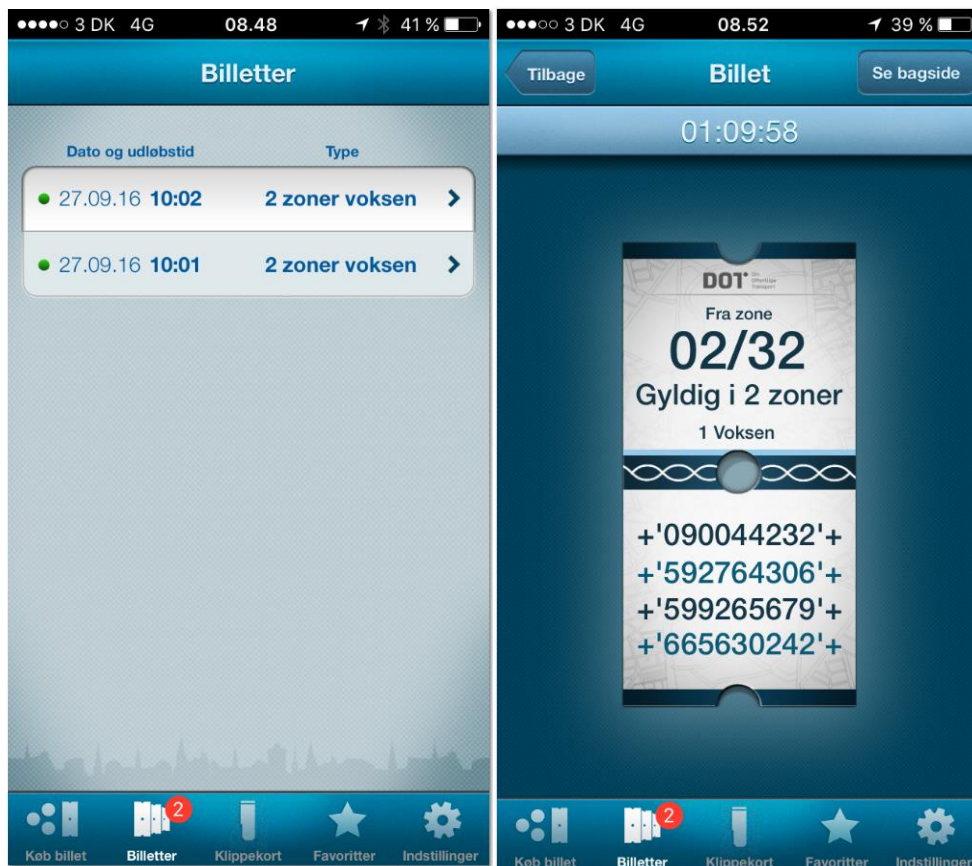 3 DK 4G 08.48 41 %
Billetter
Dato og udløbstid Type
27.09.16 10:02 2 zoner voksen
27.09.16 10:01 2 zoner voksen
2
Køb billet Billetter Klippekort Favoritter Indstillinger
3 DK 4G 08.52 39 %
Tilbage Billet Se bagside
01:09:58
DOT Din
Offentlige
Transport
Fra zone
02/32
Gyldig i 2 zoner
1 Voksen
+'090044232'+
+'592764306'+
+'599265679'+
+'665630242'+
2
Køb billet Billetter Klippekort Favoritter Indstillinger